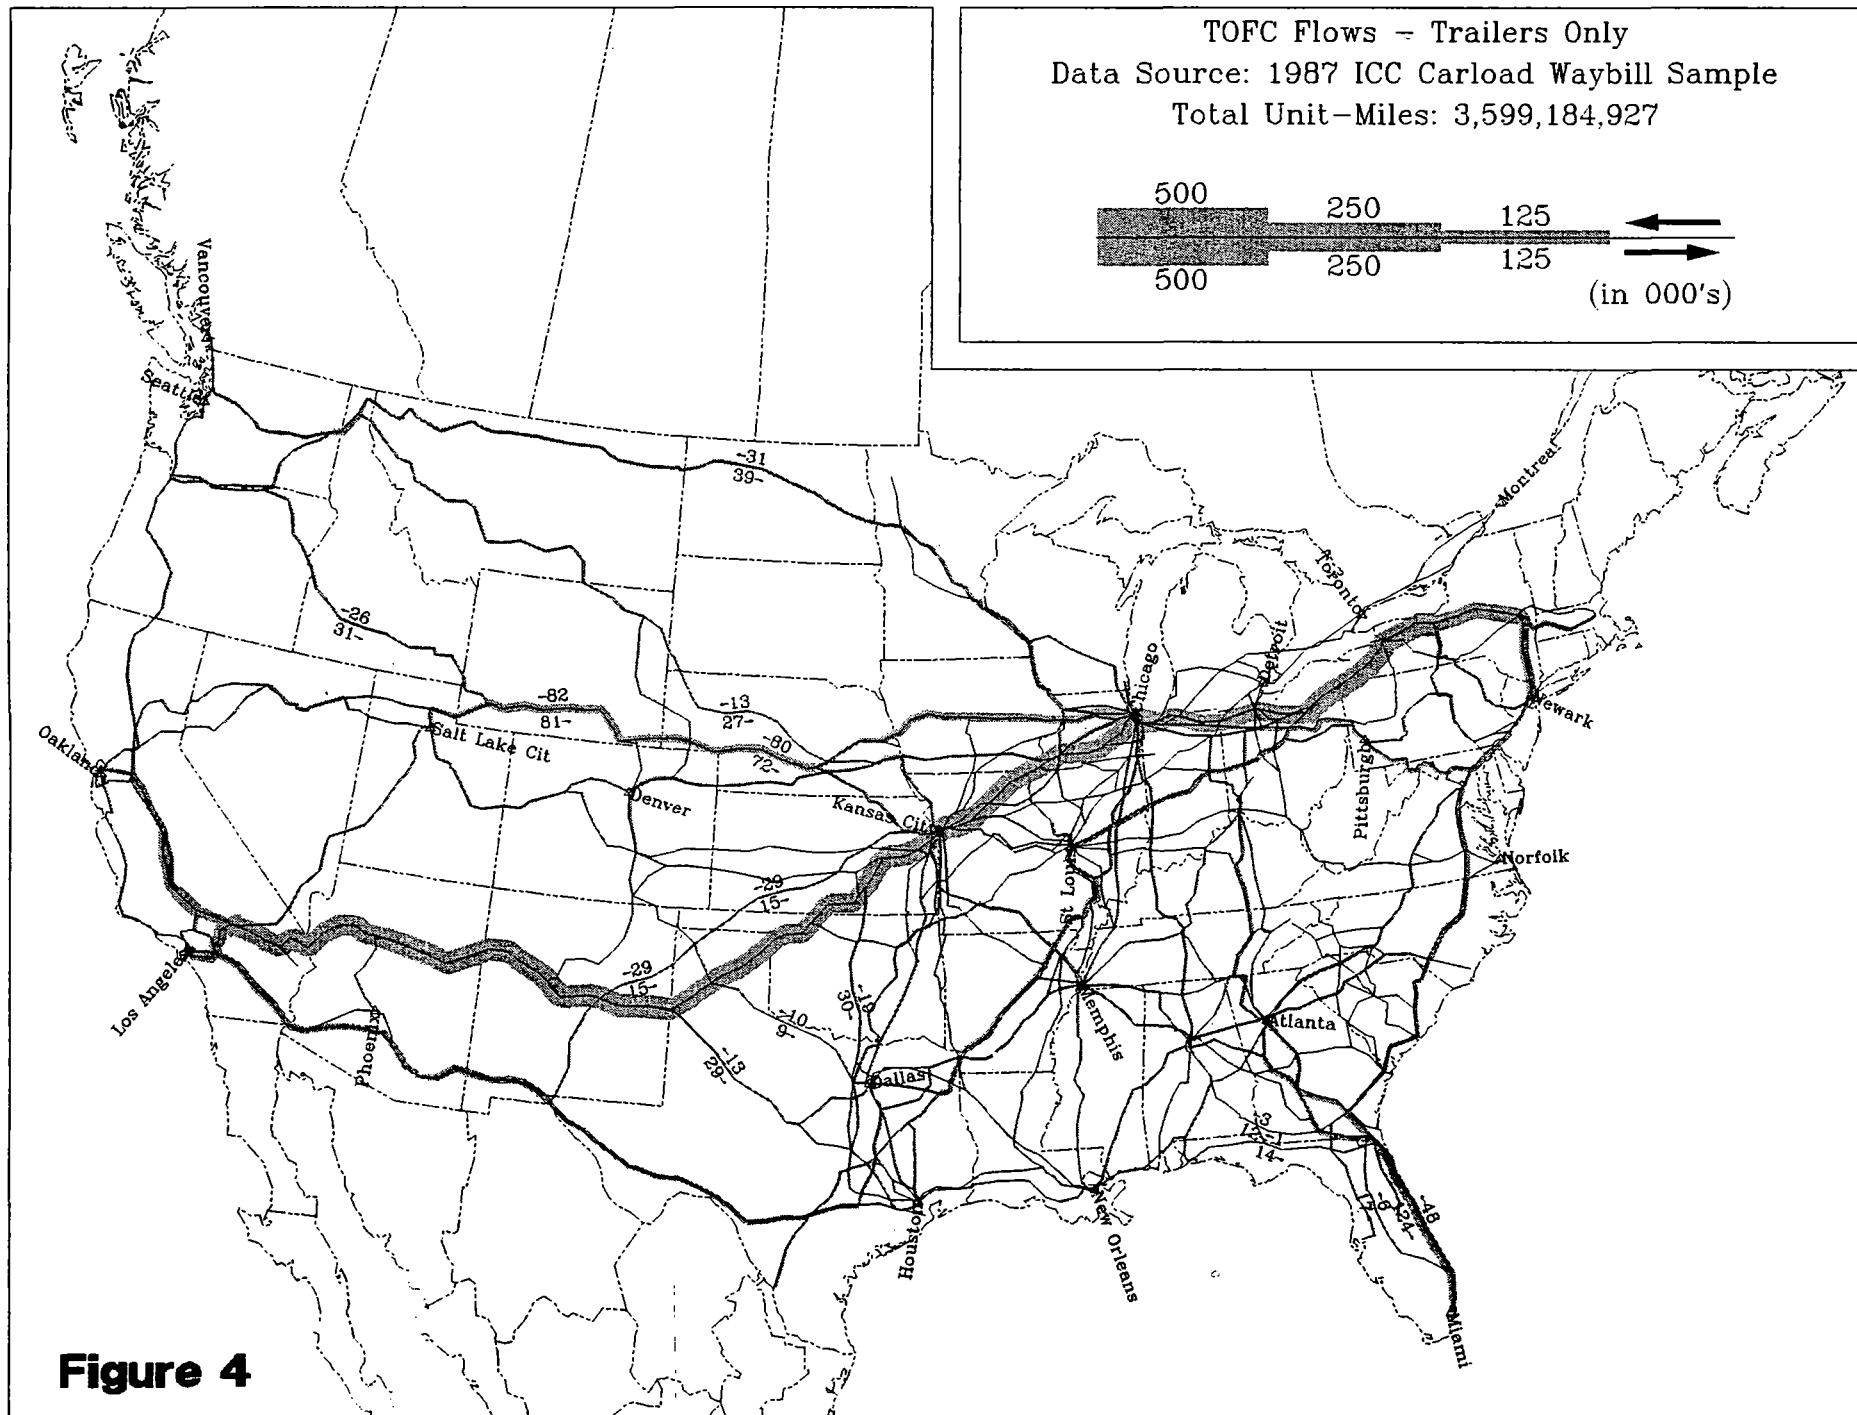 TOFC Flows - Trailers Only
Data Source: 1987 ICC Carload Waybill Sample
Total Unit-Miles: 3,599,184,927
500
250
125
500
250
125
(in 000's)
Vancouver
Seattle
-31
39-
Montreal
Toronto
-26
31-
Detroit
Chicago
-82
81-
-13
27-
Newark
Oakland
Salt Lake Cit
-80
72-
Pittsburgh
Denver
Kansas City
Norfolk
St Louis
-29
15-
Los Angeles
-29
15-
-19
30-
-10
9-
Memphis
Atlanta
Phoenix
-13
29-
Dallas
14-
-48
124-
Houston
New Orleans
Miami
Figure 4